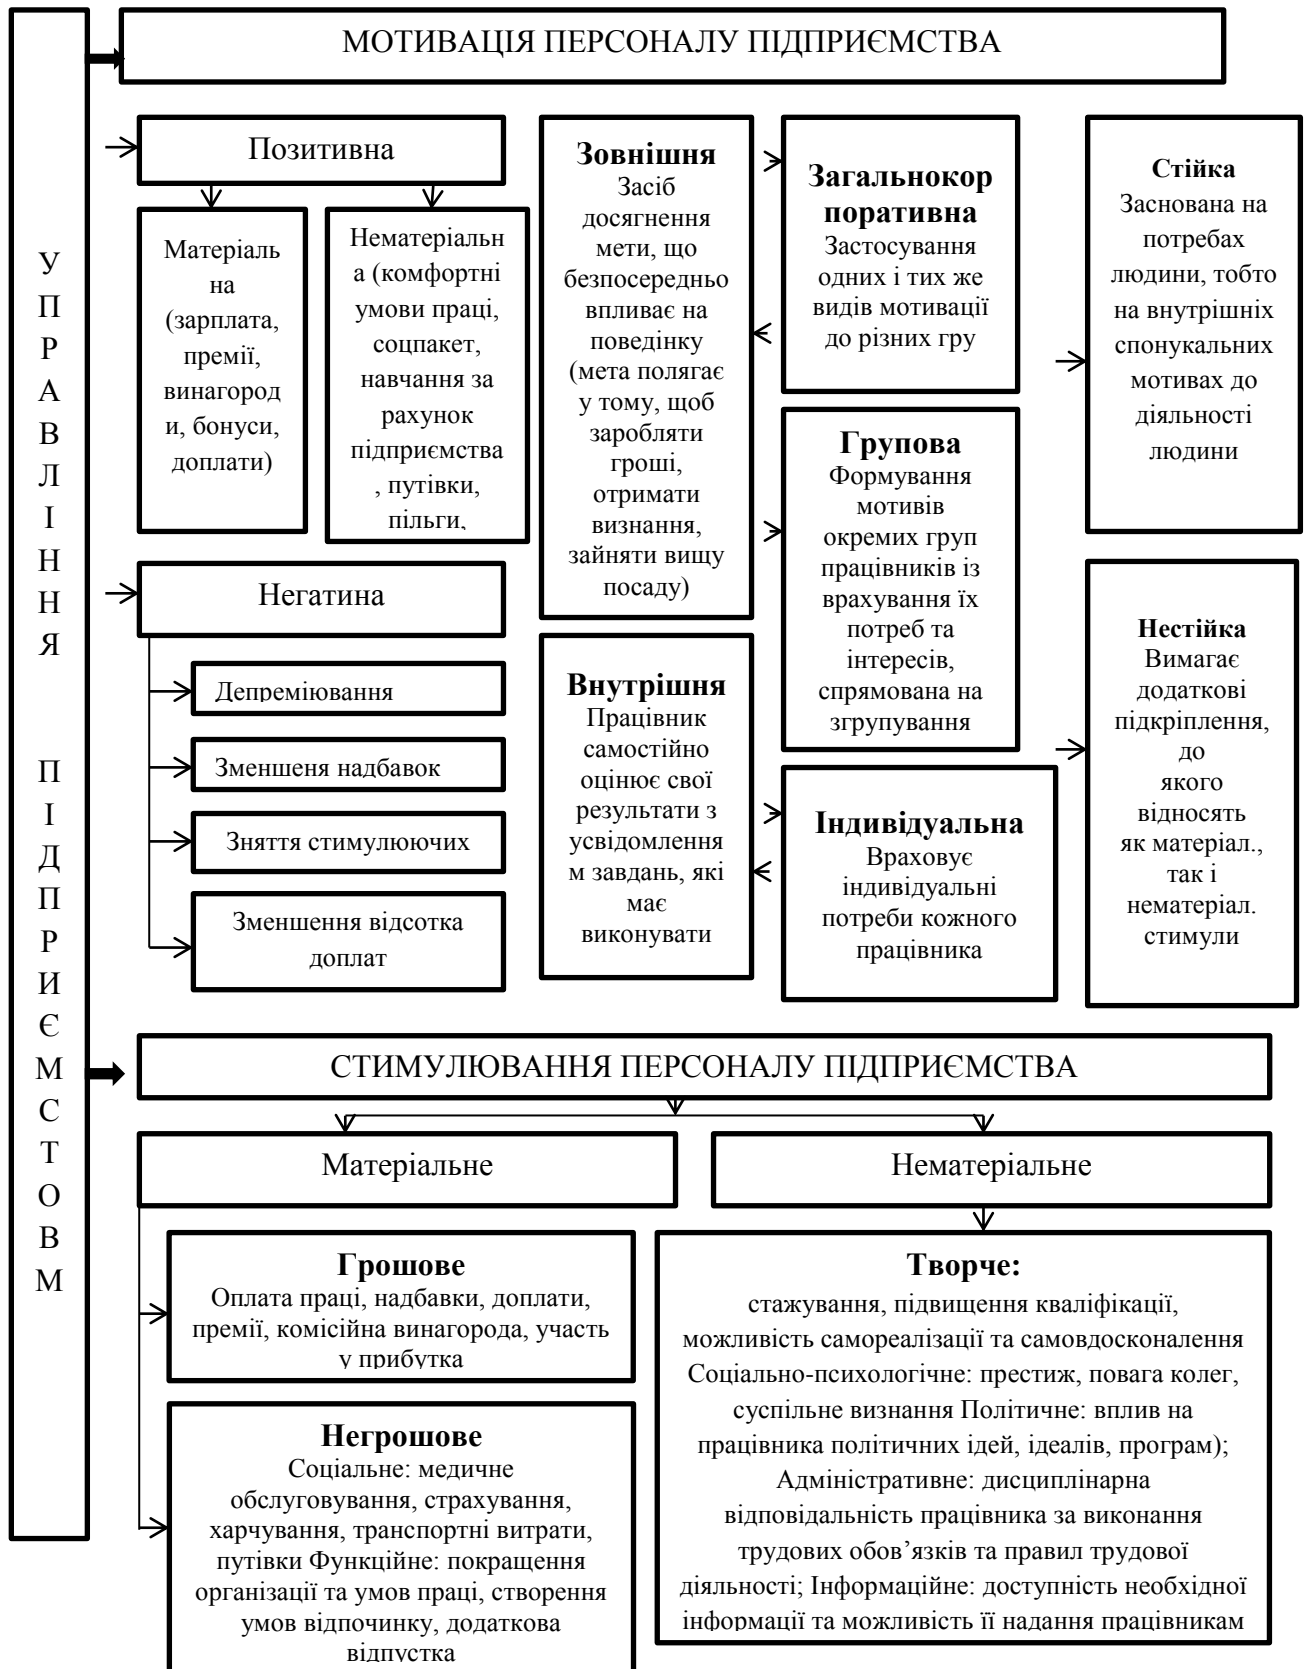 УПРАВЛІННЯ ПІДПРИЄМСТОВМ
МОТИВАЦІЯ ПЕРСОНАЛУ ПІДПРИЄМСТВА
Позитивна
Матеріаль
на
(зарплата,
премії,
винагород
и, бонуси,
доплати)
Нематеріальн
а (комфортні
умови праці,
соцпакет,
навчання за
рахунок
підприємства
, путівки,
пільги,
Негатина
Депреміювання
Зменшеня надбавок
Зняття стимулюючих
Зменшення відсотка
доплат
Зовнішня
Засіб
досягнення
мети, що
безпосередньо
впливає на
поведінку
(мета полягає
у тому, щоб
заробляти
гроші,
отримати
визнання,
зайняти вищу
посаду)
Внутрішня
Працівник
самостійно
оцінює свої
результати з
усвідомлення
м завдань, які
має
виконувати
Загальнокор
поративна
Застосування
одних і тих же
видів мотивації
до різних гру
Групова
Формування
мотивів
окремих груп
працівників із
врахування їх
потреб та
інтересів,
спрямована на
згрупування
Індивідуальна
Враховує
індивідуальні
потреби кожного
працівника
Стійка
Заснована на
потребах
людини, тобто
на внутрішніх
спонукальних
мотивах до
діяльності
людини
Нестійка
Вимагає
додаткові
підкріплення,
до
якого
відносять
як матеріал.,
так і
нематеріал.
стимули
СТИМУЛЮВАННЯ ПЕРСОНАЛУ ПІДПРИЄМСТВА
Матеріальне
Грошове
Оплата праці, надбавки, доплати,
премії, комісійна винагорода, участь
у прибутка
Негрошове
Соціальне: медичне
обслуговування, страхування,
харчування, транспортні витрати,
путівки Функційне: покращення
організації та умов праці, створення
умов відпочинку, додаткова
відпустка
Нематеріальне
Творче:
стажування, підвищення кваліфікації,
можливість самореалізації та самовдосконалення
Соціально-психологічне: престиж, повага колег,
суспільне визнання Політичне: вплив на
працівника політичних ідей, ідеалів, програм);
Адміністративне: дисциплінарна
відповідальність працівника за виконання
трудових обов’язків та правил трудової
діяльності; Інформаційне: доступність необхідної
інформації та можливість її надання працівникам